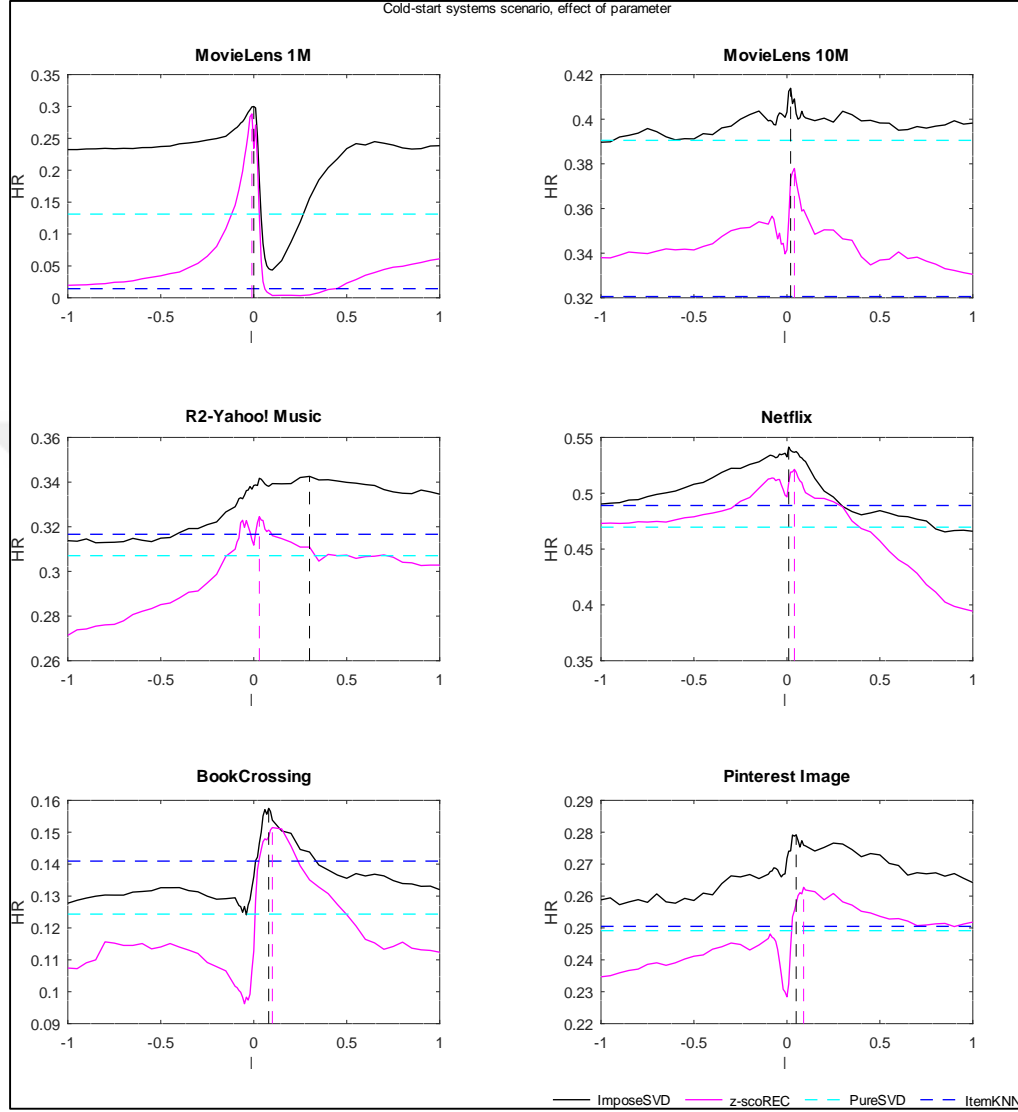 Cold-start systems scenario, effect of parameter
MovieLens 1M
HR
0.35
0.3
0.25
0.2
0.15
0.1
0.05
0
-1 -0.5 0 0.5 1
l
MovieLens 10M
HR
0.42
0.4
0.38
0.36
0.34
0.32
-1 -0.5 0 0.5 1
l
R2-Yahoo! Music
HR
0.36
0.34
0.32
0.3
0.28
0.26
-1 -0.5 0 0.5 1
l
Netflix
HR
0.55
0.5
0.45
0.4
0.35
-1 -0.5 0 0.5 1
l
BookCrossing
HR
0.16
0.15
0.14
0.13
0.12
0.11
0.1
0.09
-1 -0.5 0 0.5 1
l
Pinterest Image
HR
0.29
0.28
0.27
0.26
0.25
0.24
0.23
0.22
-1 -0.5 0 0.5 1
l
ImposeSVD z-scoREC PureSVD ItemKNN